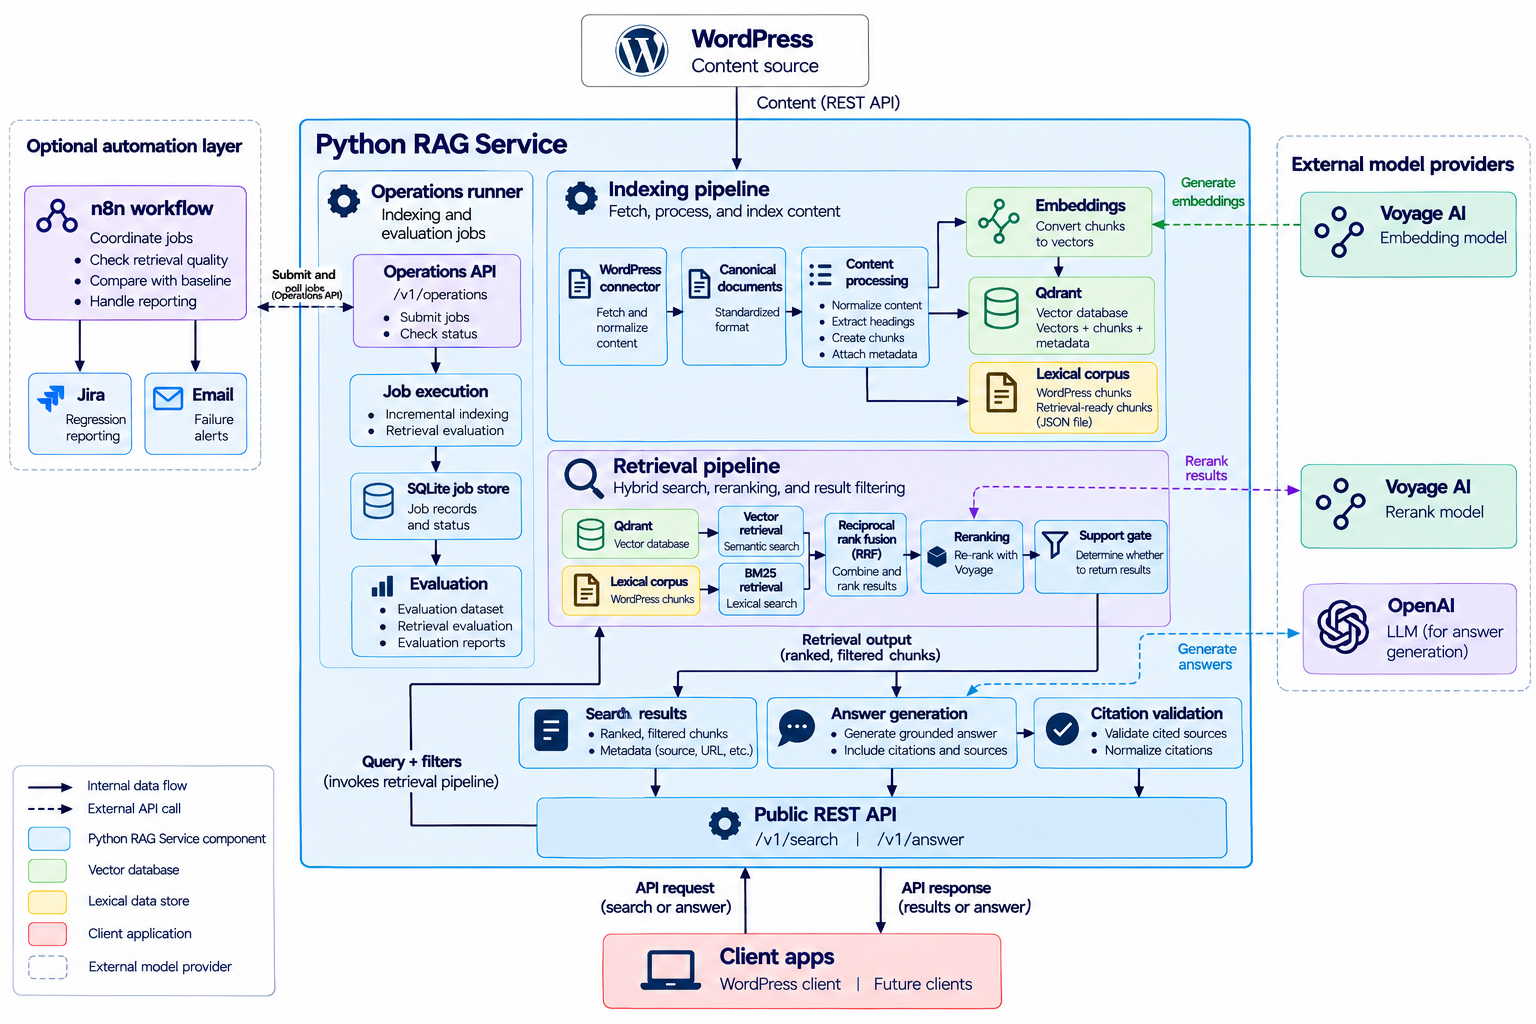 WordPress
Content source
Content (REST API)
Optional automation layer
n8n workflow
Coordinate jobs
Check retrieval quality
Compare with baseline
Handle reporting
Jira
Regression
reporting
Email
Failure
alerts
Submit and
poll jobs
(Operations API)
Python RAG Service
Operations runner
Indexing and
evaluation jobs
Operations API
/v1/operations
Submit jobs
Check status
Job execution
Incremental indexing
Retrieval evaluation
SQLite job store
Job records
and status
Evaluation
Evaluation dataset
Retrieval evaluation
Evaluation reports
Indexing pipeline
Fetch, process, and index content
WordPress
connector
Fetch and
normalize
content
Canonical
documents
Standardized
format
Content
processing
Normalize content
Extract headings
Create chunks
Attach metadata
Embeddings
Convert chunks
to vectors
Qdrant
Vector database
Vectors + chunks +
metadata
Lexical corpus
WordPress chunks
Retrieval-ready chunks
(JSON file)
Retrieval pipeline
Hybrid search, reranking, and result filtering
Qdrant
Vector database
Lexical corpus
WordPress chunks
Vector
retrieval
Semantic search
BM25
retrieval
Lexical search
Reciprocal
rank fusion
(RRF)
Combine and
rank results
Reranking
Re-rank with
Voyage
Support gate
Determine whether
to return results
Retrieval output
(ranked, filtered chunks)
Search results
Ranked, filtered chunks
Metadata (source, URL, etc.)
Answer generation
Generate grounded answer
Include citations and sources
Citation validation
Validate cited sources
Normalize citations
Query + filters
(invokes retrieval pipeline)
Public REST API
/v1/search | /v1/answer
External model providers
Generate
embeddings
Voyage AI
Embedding model
Rerank
results
Voyage AI
Rerank model
Generate
answers
OpenAI
LLM (for answer
generation)
API request
(search or answer)
API response
(results or answer)
Client apps
WordPress client | Future clients
Internal data flow
External API call
Python RAG Service component
Vector database
Lexical data store
Client application
External model provider